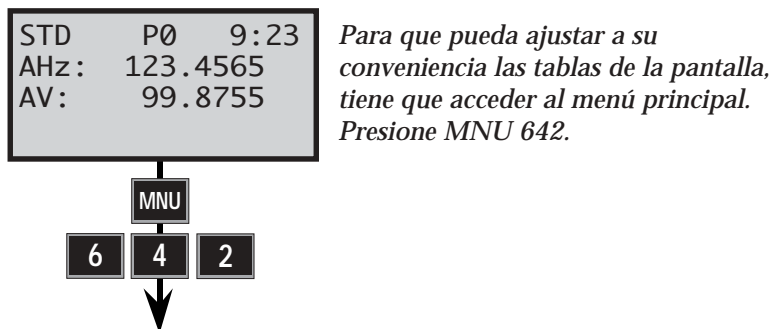 STD P0 9:23
AHz: 123.4565
AV: 99.8755
Para que pueda ajustar a su
conveniencia las tablas de la pantalla,
tiene que acceder al menú principal.
Presione MNU 642.
MNU
6 4 2